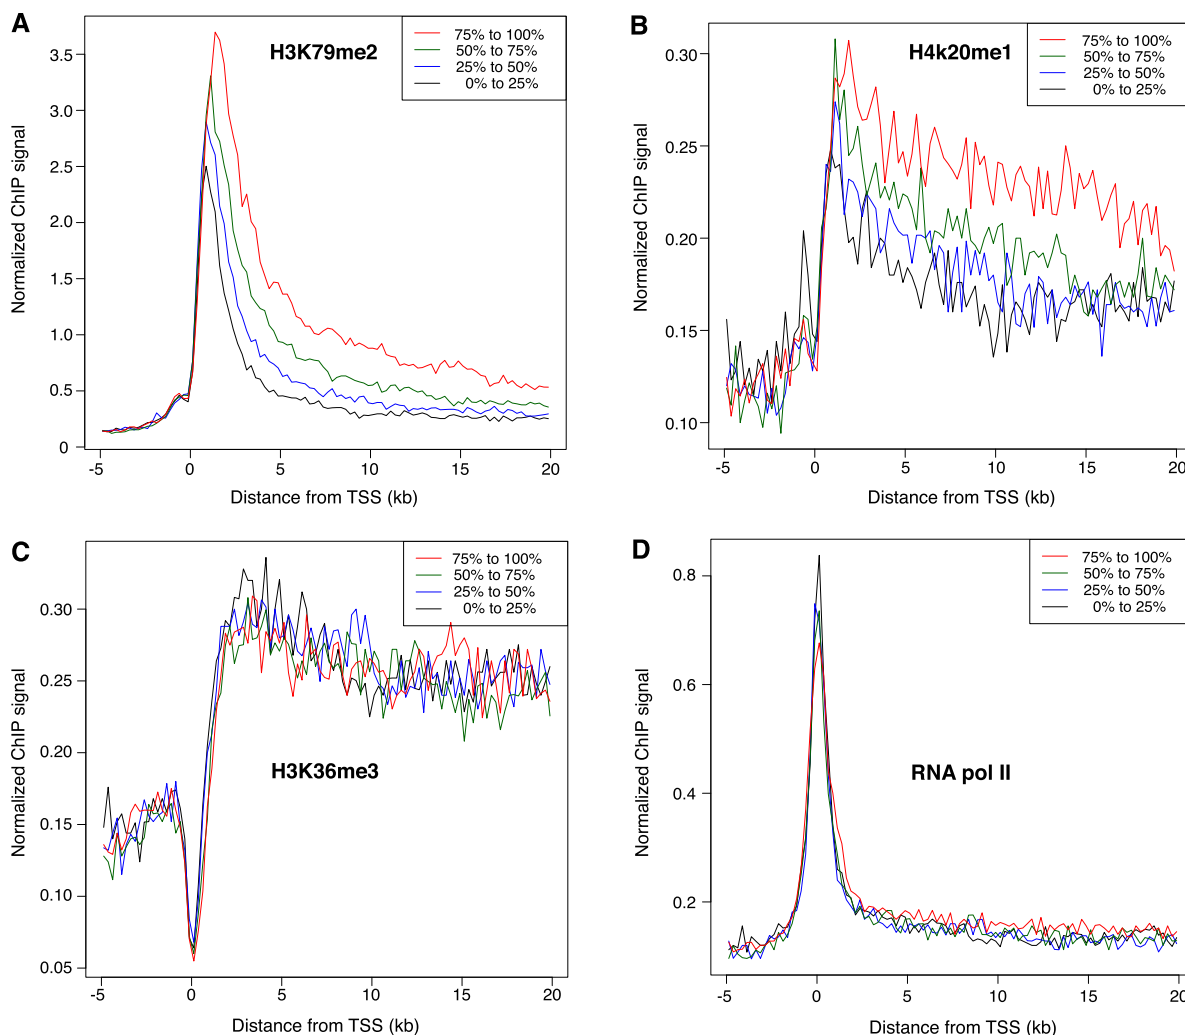 A
H3K79me2
75% to 100%
50% to 75%
25% to 50%
0% to 25%
Normalized ChIP signal
3.5
3.0
2.5
2.0
1.5
1.0
0.5
0
-5
0
5
10
15
20
Distance from TSS (kb)
B
H4k20me1
75% to 100%
50% to 75%
25% to 50%
0% to 25%
Normalized ChIP signal
0.30
0.25
0.20
0.15
0.10
-5
0
5
10
15
20
Distance from TSS (kb)
C
H3K36me3
75% to 100%
50% to 75%
25% to 50%
0% to 25%
Normalized ChIP signal
0.30
0.25
0.20
0.15
0.10
0.05
-5
0
5
10
15
20
Distance from TSS (kb)
D
RNA pol II
75% to 100%
50% to 75%
25% to 50%
0% to 25%
Normalized ChIP signal
0.8
0.6
0.4
0.2
-5
0
5
10
15
20
Distance from TSS (kb)